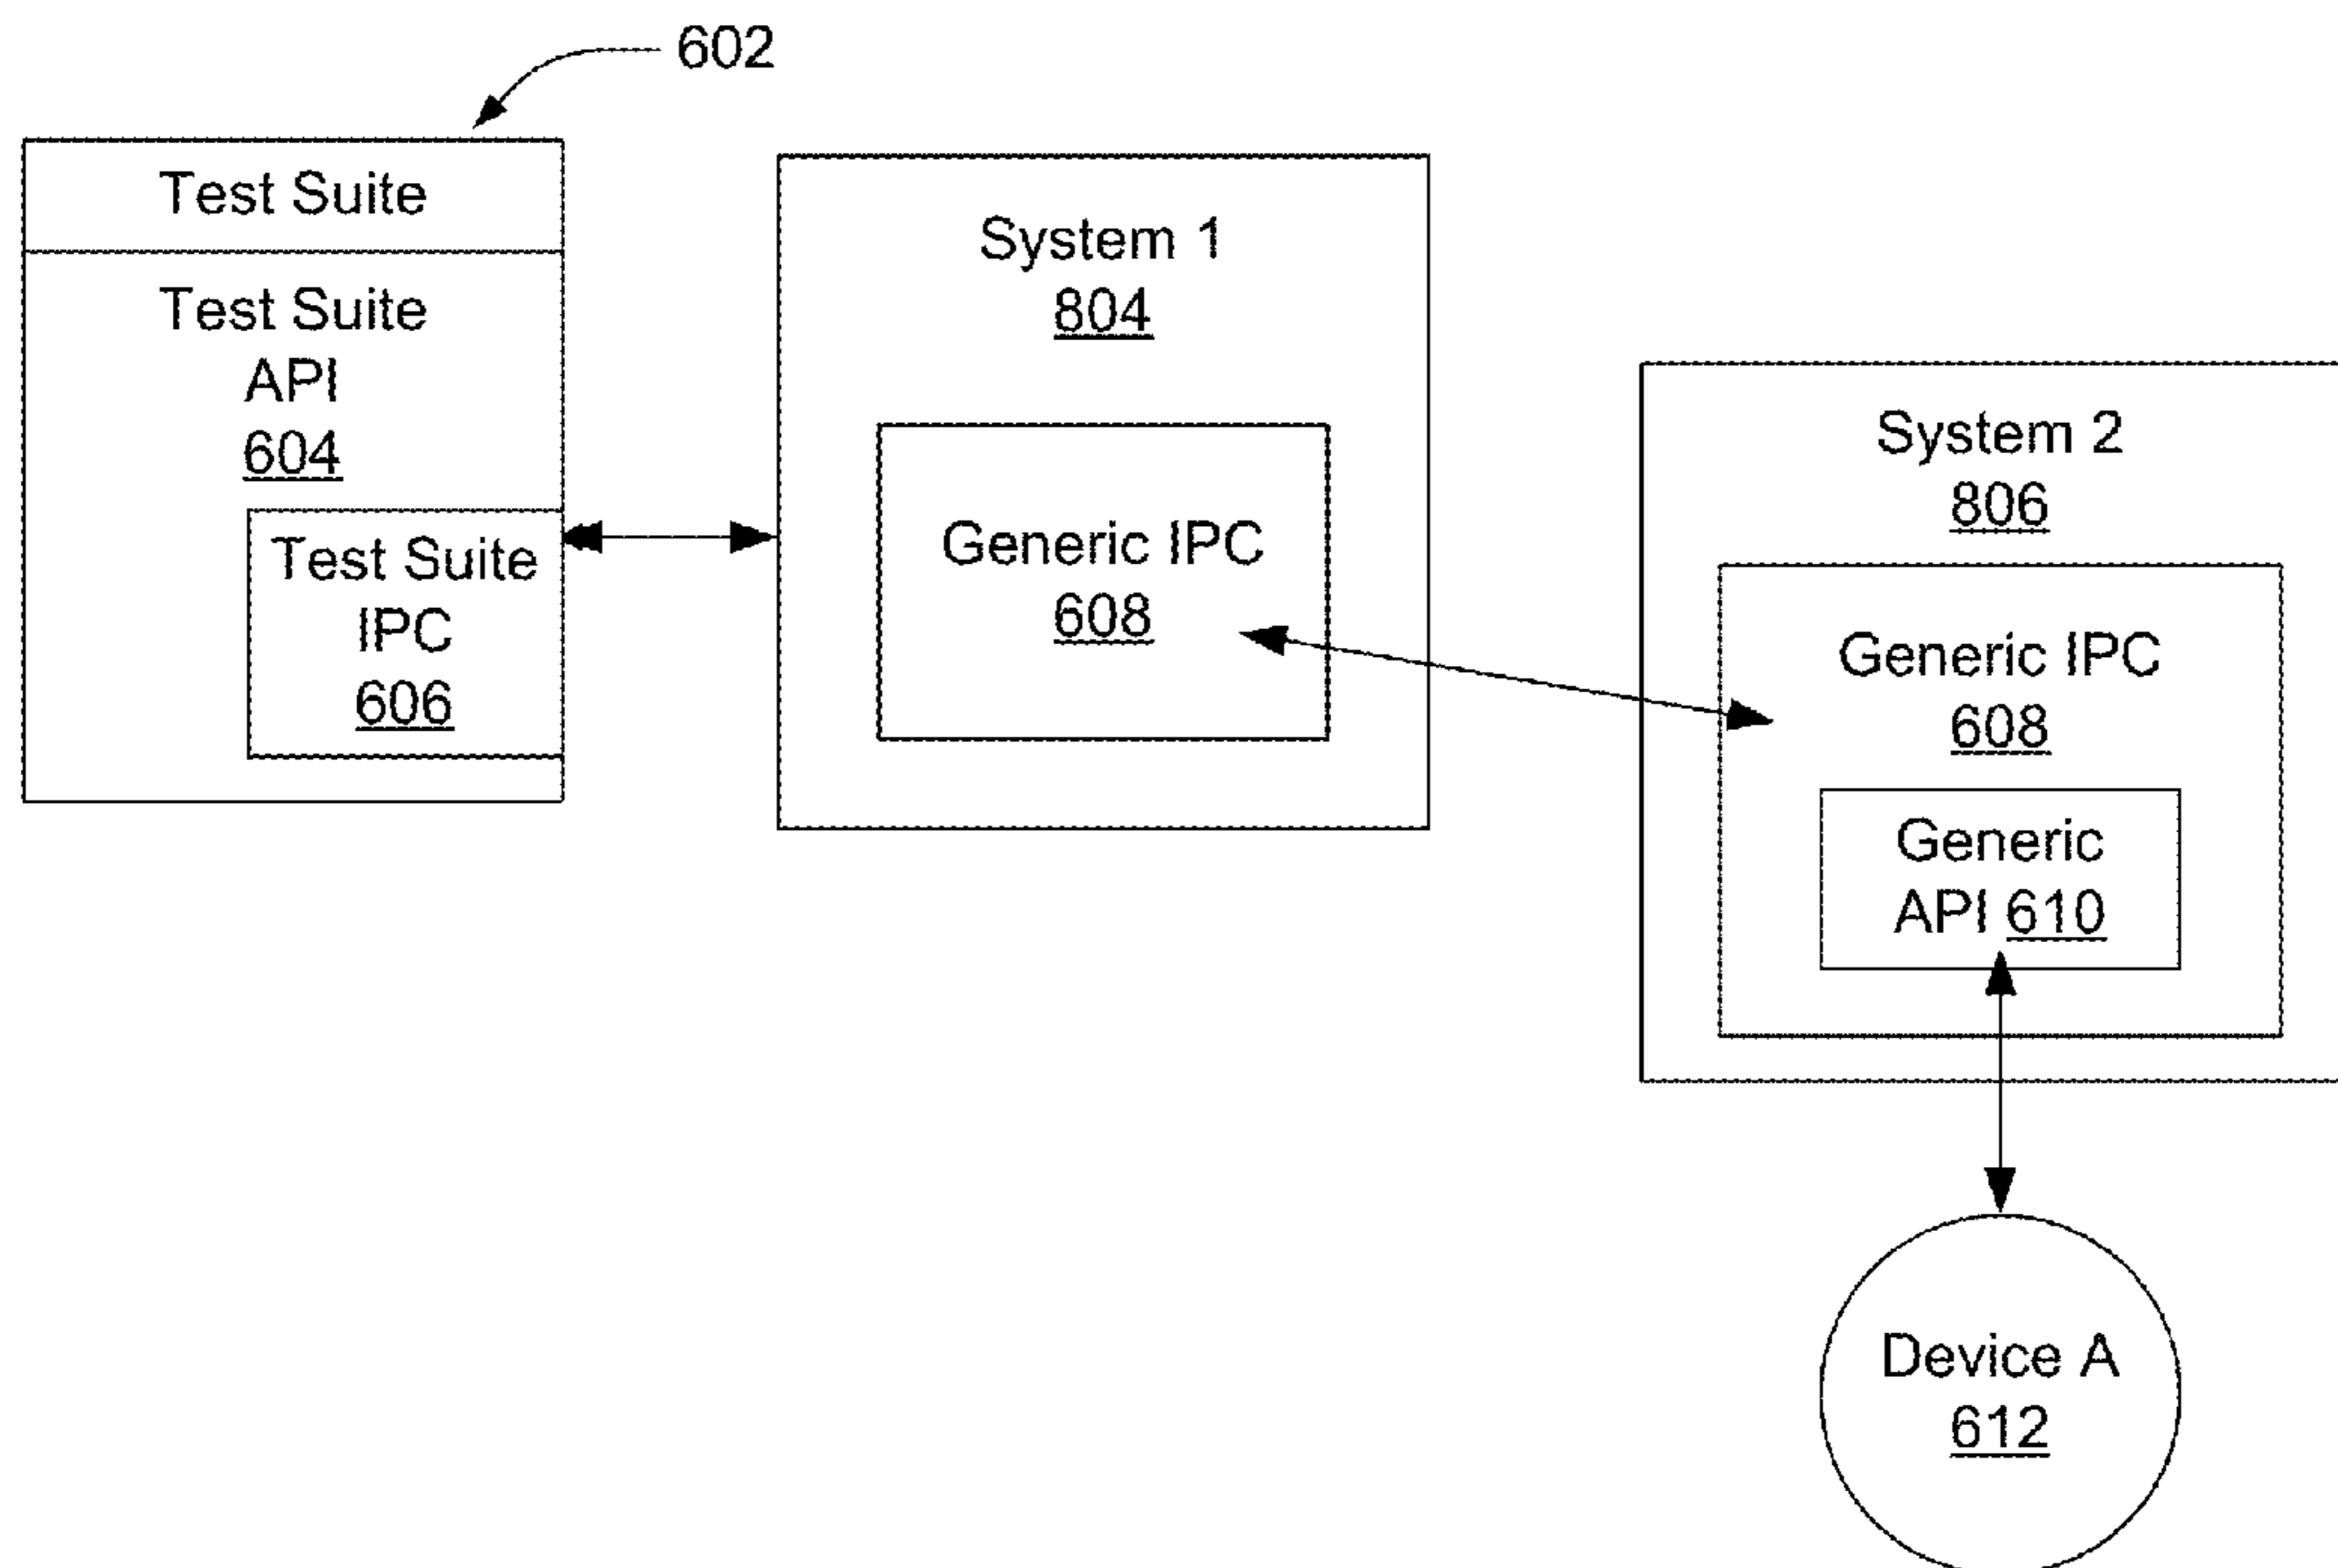 602
Test Suite
Test Suite
API
604
Test Suite
IPC
606
System 1
804
Generic IPC
608
System 2
806
Generic IPC
608
Generic
API 610
Device A
612